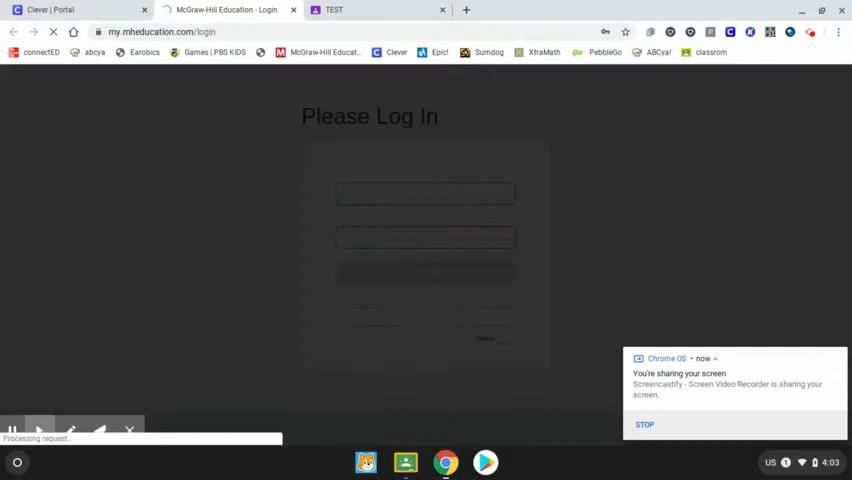 Clever | Portal
McGraw-Hill Education - Login
TEST
my.mheducation.com/login
connectED
abcya
Earobics
Games | PBS KIDS
McGraw-Hill Educat...
Clever
Epic!
Sumdog
XtraMath
PebbleGo
ABCya!
classrom
Please Log In
Chrome OS • now
You're sharing your screen
Screencastify - Screen Video Recorder is sharing your
screen.
STOP
Processing request...
US
4:03